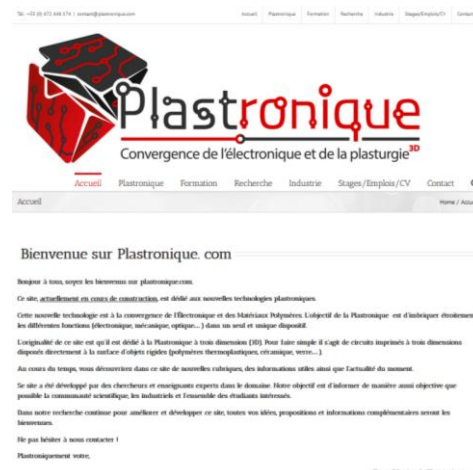 Tél : +33 (0) 472 448 174 | contact@plastronique.com Accueil Plastronique Formation Recherche Industrie Stages/Emplois/CV Contact
Plastronique
Convergence de l'électronique et de la plasturgie 3D
Accueil Plastronique Formation Recherche Industrie Stages/Emplois/CV Contact
Accueil Home / Accu
Bienvenue sur Plastronique. com
Bonjour à tous, soyez les bienvenus sur plastronique.com.
Ce site, actuellement en cours de construction, est dédié aux nouvelles technologies plastroniques.
Cette nouvelle technologie est à la convergence de l'Électronique et des Matériaux Polymères. L'objectif de la Plastronique est d'imbriquer étroitement
les différentes fonctions (électronique, mécanique, optique... ) dans un seul et unique dispositif.
L'originalité de ce site est qu'il est dédié à la Plastronique à trois dimension (3D). Pour faire simple il s'agit de circuits imprimés à trois dimensions
disposés directement à la surface d'objets rigides (polymères thermoplastiques, céramique, verre... ).
Au cours du temps, vous découvrirez dans ce site de nouvelles rubriques, des informations utiles ainsi que l'actualité du moment.
Se site a été développé par des chercheurs et enseignants experts dans le domaine. Notre objectif est d'informer de manière aussi objective que
possible la communauté scientifique, les industriels et l'ensemble des étudiants intéressés.
Dans notre recherche continue pour améliorer et développer ce site, toutes vos idées, propositions et informations complémentaires seront les
bienvenues.
Ne pas hésiter à nous contacter !
Plastroniquement votre,